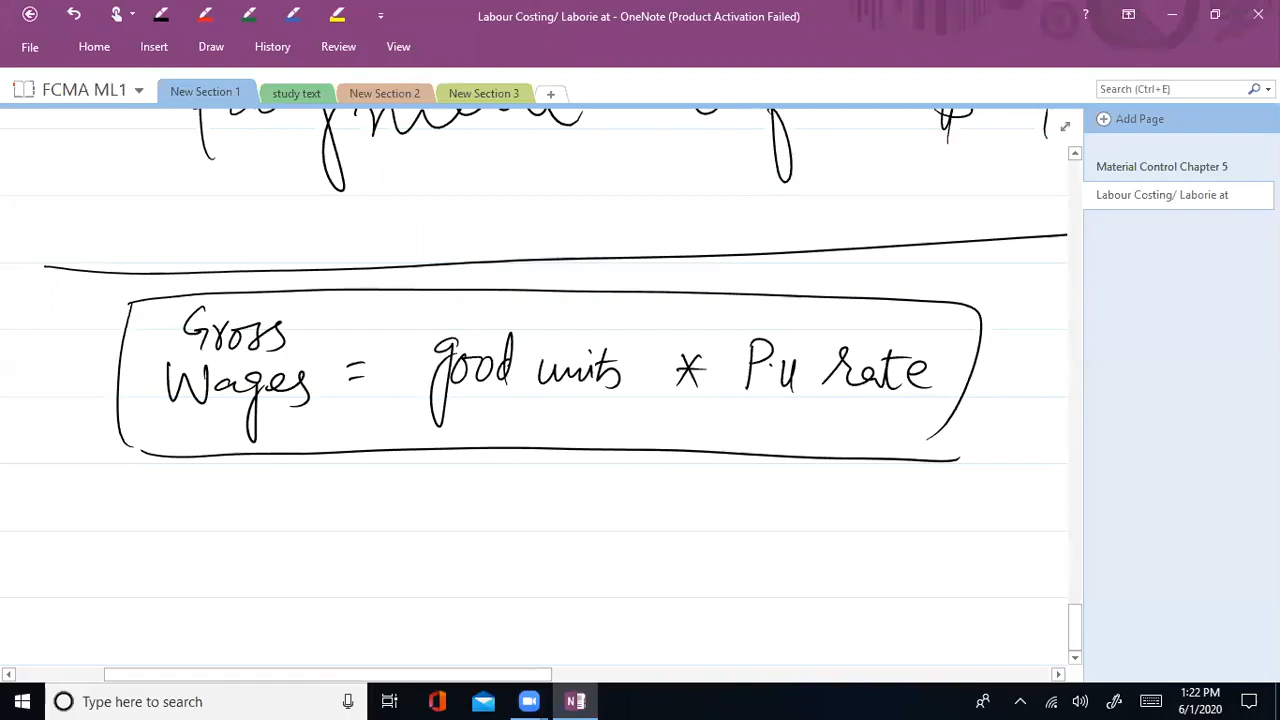 Labour Costing/ Laborie at - OneNote (Product Activation Failed)
File Home Insert Draw History Review View
FCMA ML1 New Section 1 study text New Section 2 New Section 3
Search (Ctrl+E)
Add Page
Material Control Chapter 5
Labour Costing/ Laborie at
Gross
Wages = good units * P.U rate
Type here to search
1:22 PM
6/1/2020